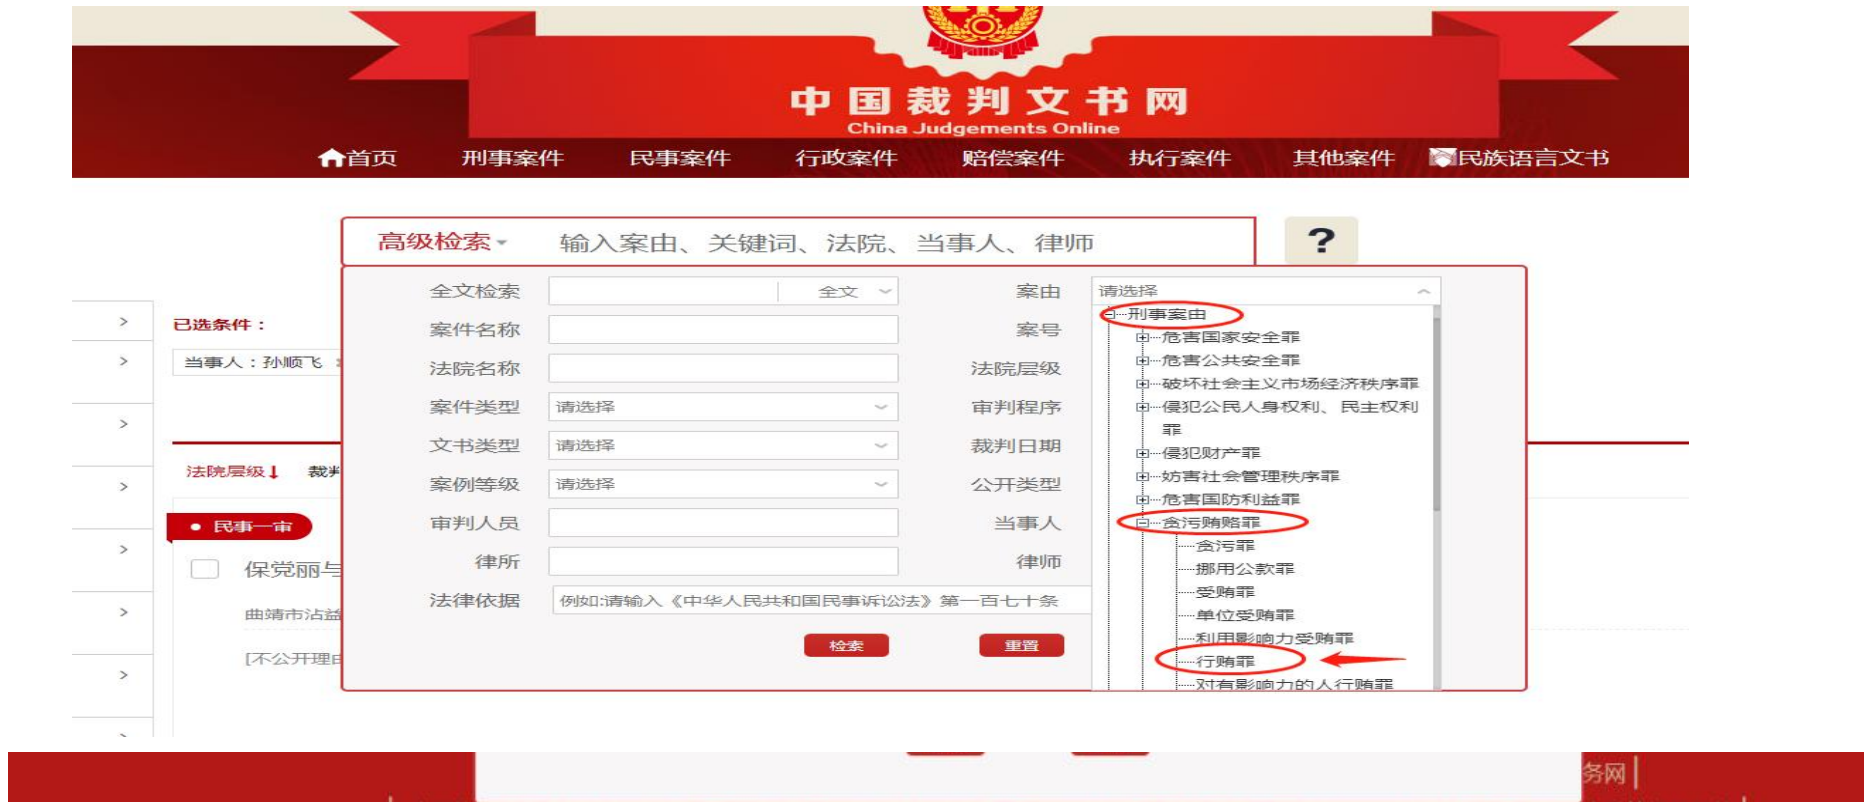 中国裁判文书网
China Judgements Online
首页 刑事案件 民事案件 行政案件 赔偿案件 执行案件 其他案件 民族语言文书
高级检索 输入案由、关键词、法院、当事人、律师 ?
全文检索 全文 案由 请选择
刑事案由
已选条件：
案件名称 案号
危害国家安全罪
当事人：孙顺飞
法院名称 法院层级
危害公共安全罪
破坏社会主义市场经济秩序罪
案件类型 请选择 审判程序
侵犯公民人身权利、民主权利
罪
文书类型 请选择 裁判日期
侵犯财产罪
法院层级 裁判
案例等级 请选择 公开类型
妨害社会管理秩序罪
危害国防利益罪
民事一审
审判人员 当事人
贪污贿赂罪
贪污罪
保党丽与
律所 律师
挪用公款罪
受贿罪
法律依据 例如:请输入《中华人民共和国民事诉讼法》第一百七十条
曲靖市沾益
单位受贿罪
利用影响力受贿罪
检索 重置
[不公开理由
行贿罪
对有影响力的人行贿罪
务网